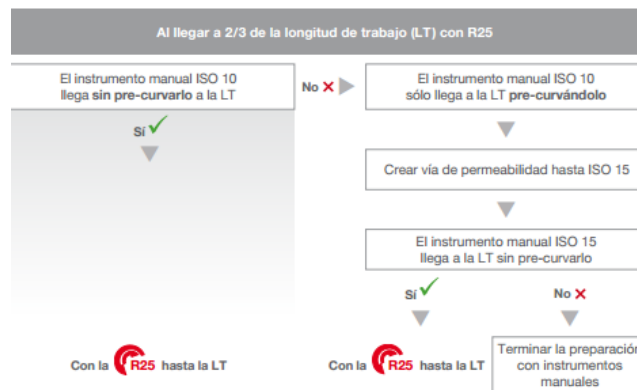 Al llegar a 2/3 de la longitud de trabajo (LT) con R25
El instrumento manual ISO 10
llega sin pre-curvarlo a la LT
No
El instrumento manual ISO 10
sólo llega a la LT pre-curvándolo
Sí
Crear vía de permeabilidad hasta ISO 15
El instrumento manual ISO 15
llega a la LT sin pre-curvarlo
Sí
No
Con la R25 hasta la LT
Con la R25 hasta la LT
Terminar la preparación
con instrumentos
manuales